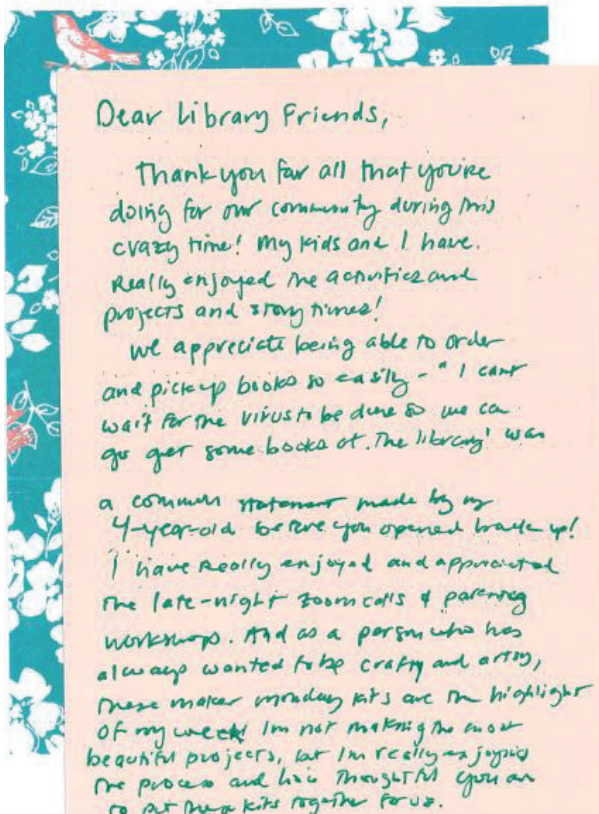 Dear Library Friends,
Thank you for all that you're
doing for our community during this
crazy time! My kids and I have
Really enjoyed the activities and
projects and story times!
We appreciate being able to order
and pickup books so easily - "I can't
wait for the virus to be done so we can
go get some books at the library" was
a common statement made by my
4-year-old before you opened back up!
I have Really enjoyed and appreciated
the late-night zoom calls & parenting
workshop. And as a person who has
always wanted to be crafty and artsy,
these maker monday kits are the highlight
of my week! Im not making the most
beautiful projects, but Im really enjoying
the process and how thoughtful you are
to put these kits together for us.